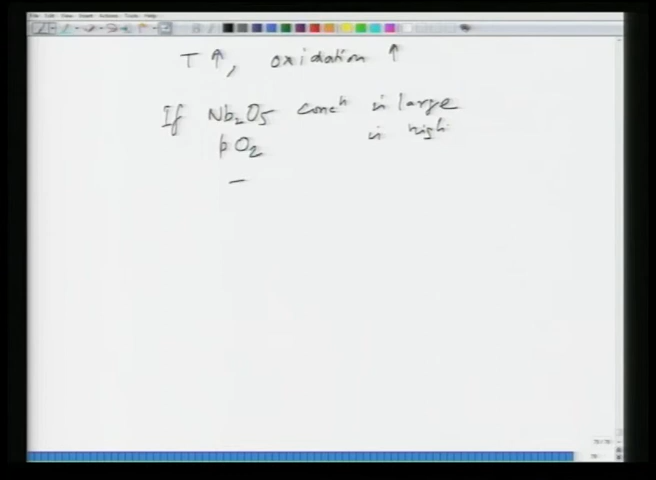 T ↑, oxidation ↑
If Nb₂O₅ concⁿ is large
pO₂ is high
—